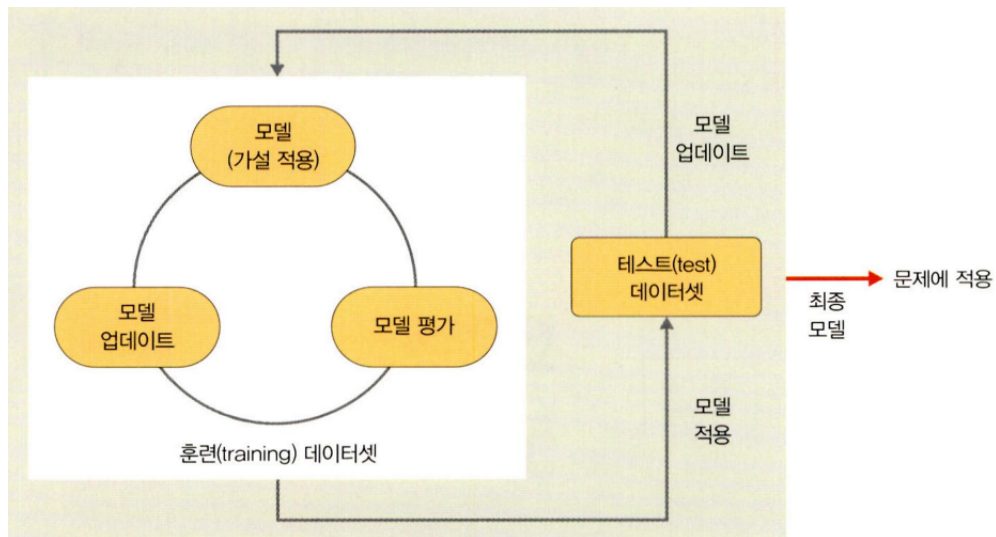 모델
(가설 적용)
모델
업데이트
모델 평가
훈련(training) 데이터셋
모델
업데이트
테스트(test)
데이터셋
모델
적용
최종
모델
문제에 적용